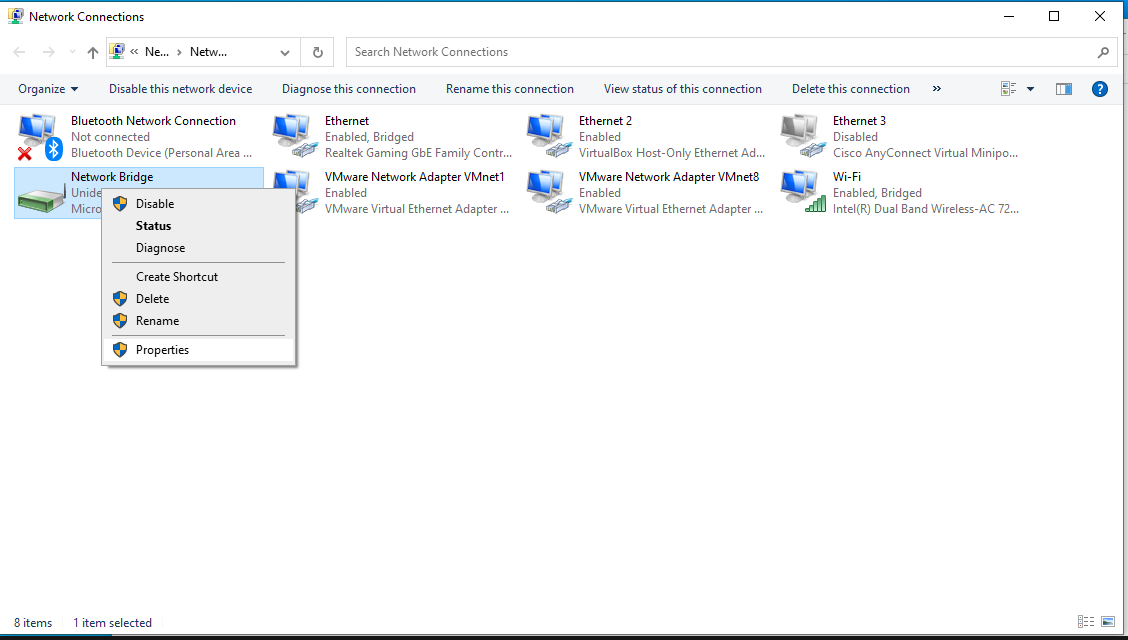 Network Connections
« Ne... › Netw...
Search Network Connections
Organize
Disable this network device
Diagnose this connection
Rename this connection
View status of this connection
Delete this connection
»
Bluetooth Network Connection
Not connected
Bluetooth Device (Personal Area ...
Ethernet
Enabled, Bridged
Realtek Gaming GbE Family Contr...
Ethernet 2
Enabled
VirtualBox Host-Only Ethernet Ad...
Ethernet 3
Disabled
Cisco AnyConnect Virtual Minipo...
Network Bridge
Unide
Micro
VMware Network Adapter VMnet1
Enabled
VMware Virtual Ethernet Adapter ...
VMware Network Adapter VMnet8
Enabled
VMware Virtual Ethernet Adapter ...
Wi-Fi
Enabled, Bridged
Intel(R) Dual Band Wireless-AC 72...
Disable
Status
Diagnose
Create Shortcut
Delete
Rename
Properties
8 items
1 item selected